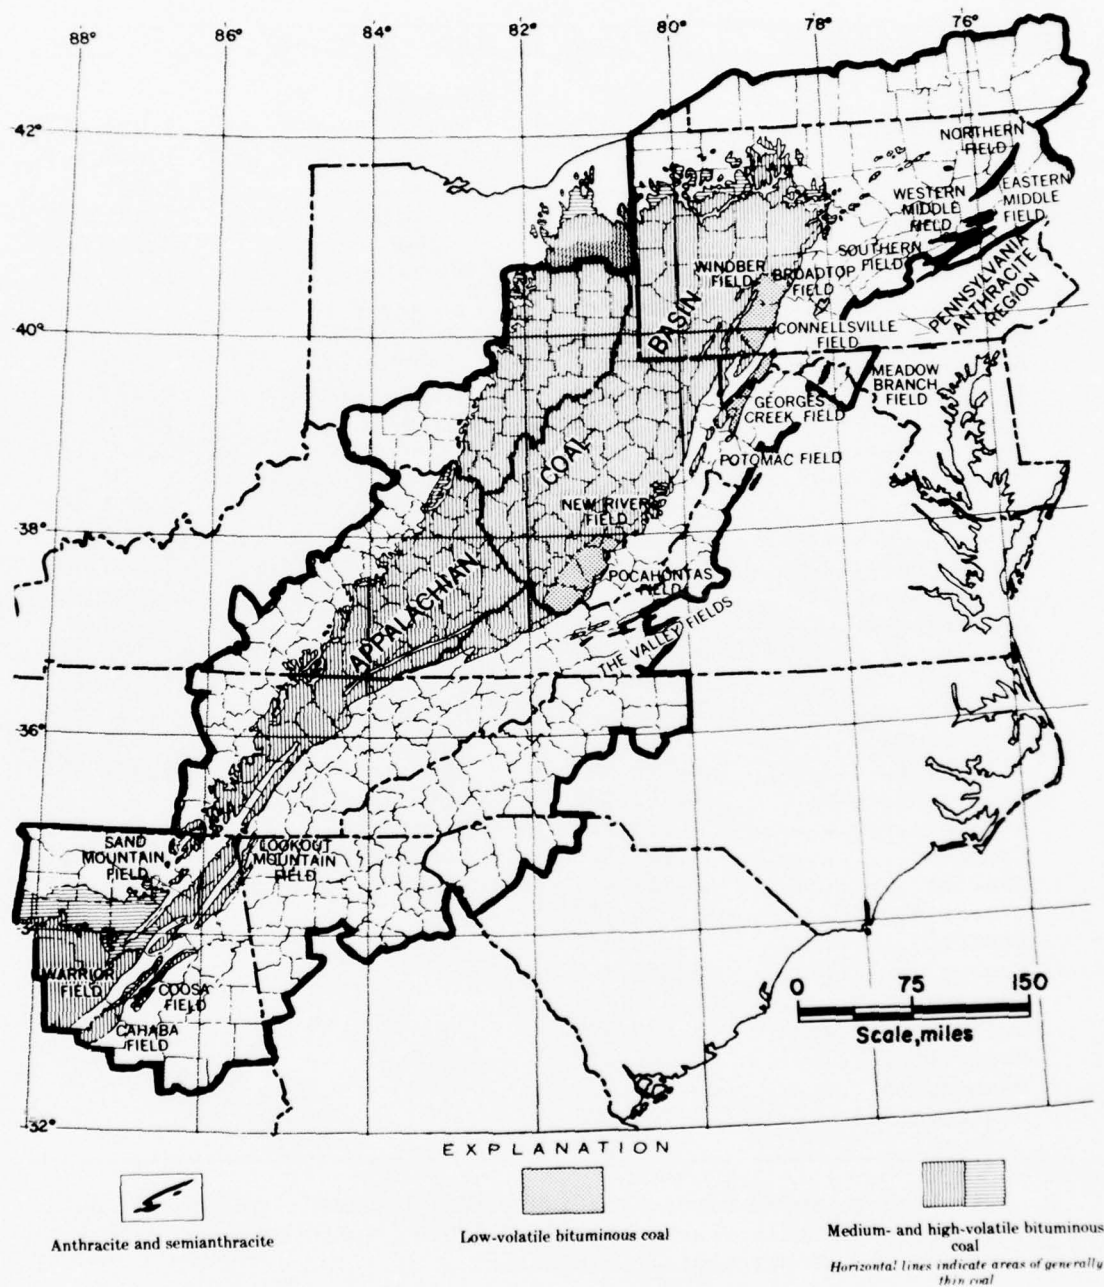 88° 86° 84° 82° 80° 78° 76°
42°
NORTHERN
FIELD
WESTERN
MIDDLE
FIELD
EASTERN
MIDDLE
FIELD
SOUTHERN
FIELD
WINDBER
FIELD
BROADTOP
FIELD
PENNSYLVANIA
ANTHRACITE
REGION
40°
CONNELLSVILLE
FIELD
MEADOW
BRANCH
FIELD
GEORGES
CREEK FIELD
POTOMAC FIELD
APPALACHIAN COAL BASIN
38°
NEW RIVER
FIELD
POCAHONTAS
FIELD
THE VALLEY FIELDS
36°
SAND
MOUNTAIN
FIELD
LOOKOUT
MOUNTAIN
FIELD
WARRIOR
FIELD
COOSA
FIELD
CAHABA
FIELD
0 75 150
Scale, miles
32°
EXPLANATION
Anthracite and semianthracite
Low-volatile bituminous coal
Medium- and high-volatile bituminous
coal
Horizontal lines indicate areas of generally
thin coal